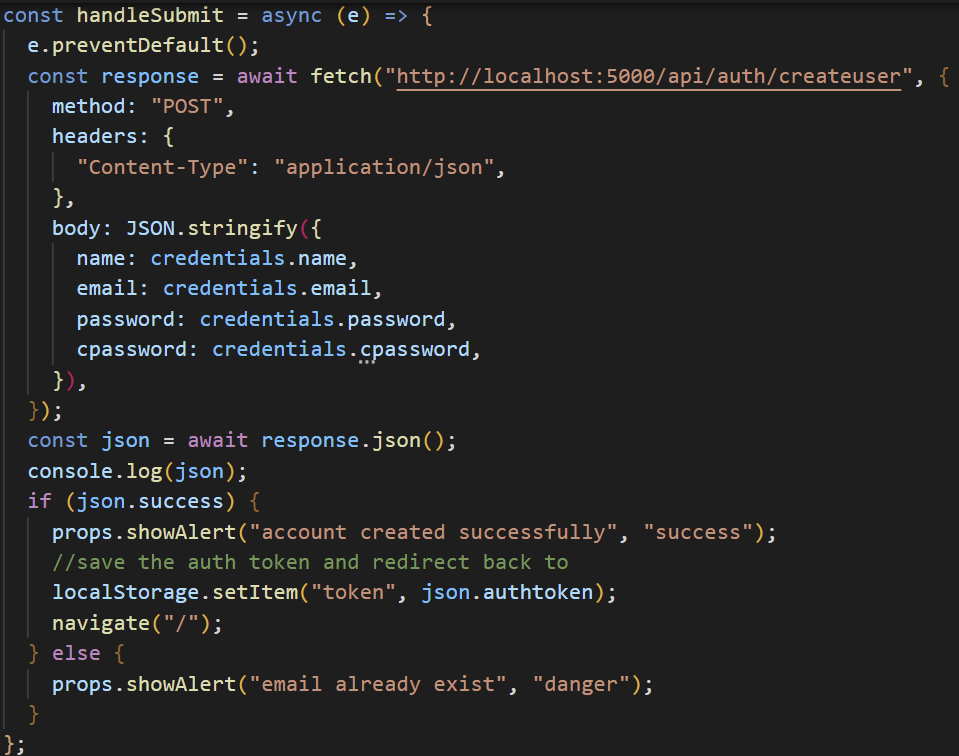 const handleSubmit = async (e) => {
e.preventDefault();
const response = await fetch("http://localhost:5000/api/auth/createuser", {
method: "POST",
headers: {
"Content-Type": "application/json",
},
body: JSON.stringify({
name: credentials.name,
email: credentials.email,
password: credentials.password,
cpassword: credentials.cpassword,
}),
});
const json = await response.json();
console.log(json);
if (json.success) {
props.showAlert("account created successfully", "success");
//save the auth token and redirect back to
localStorage.setItem("token", json.authtoken);
navigate("/");
} else {
props.showAlert("email already exist", "danger");
}
};